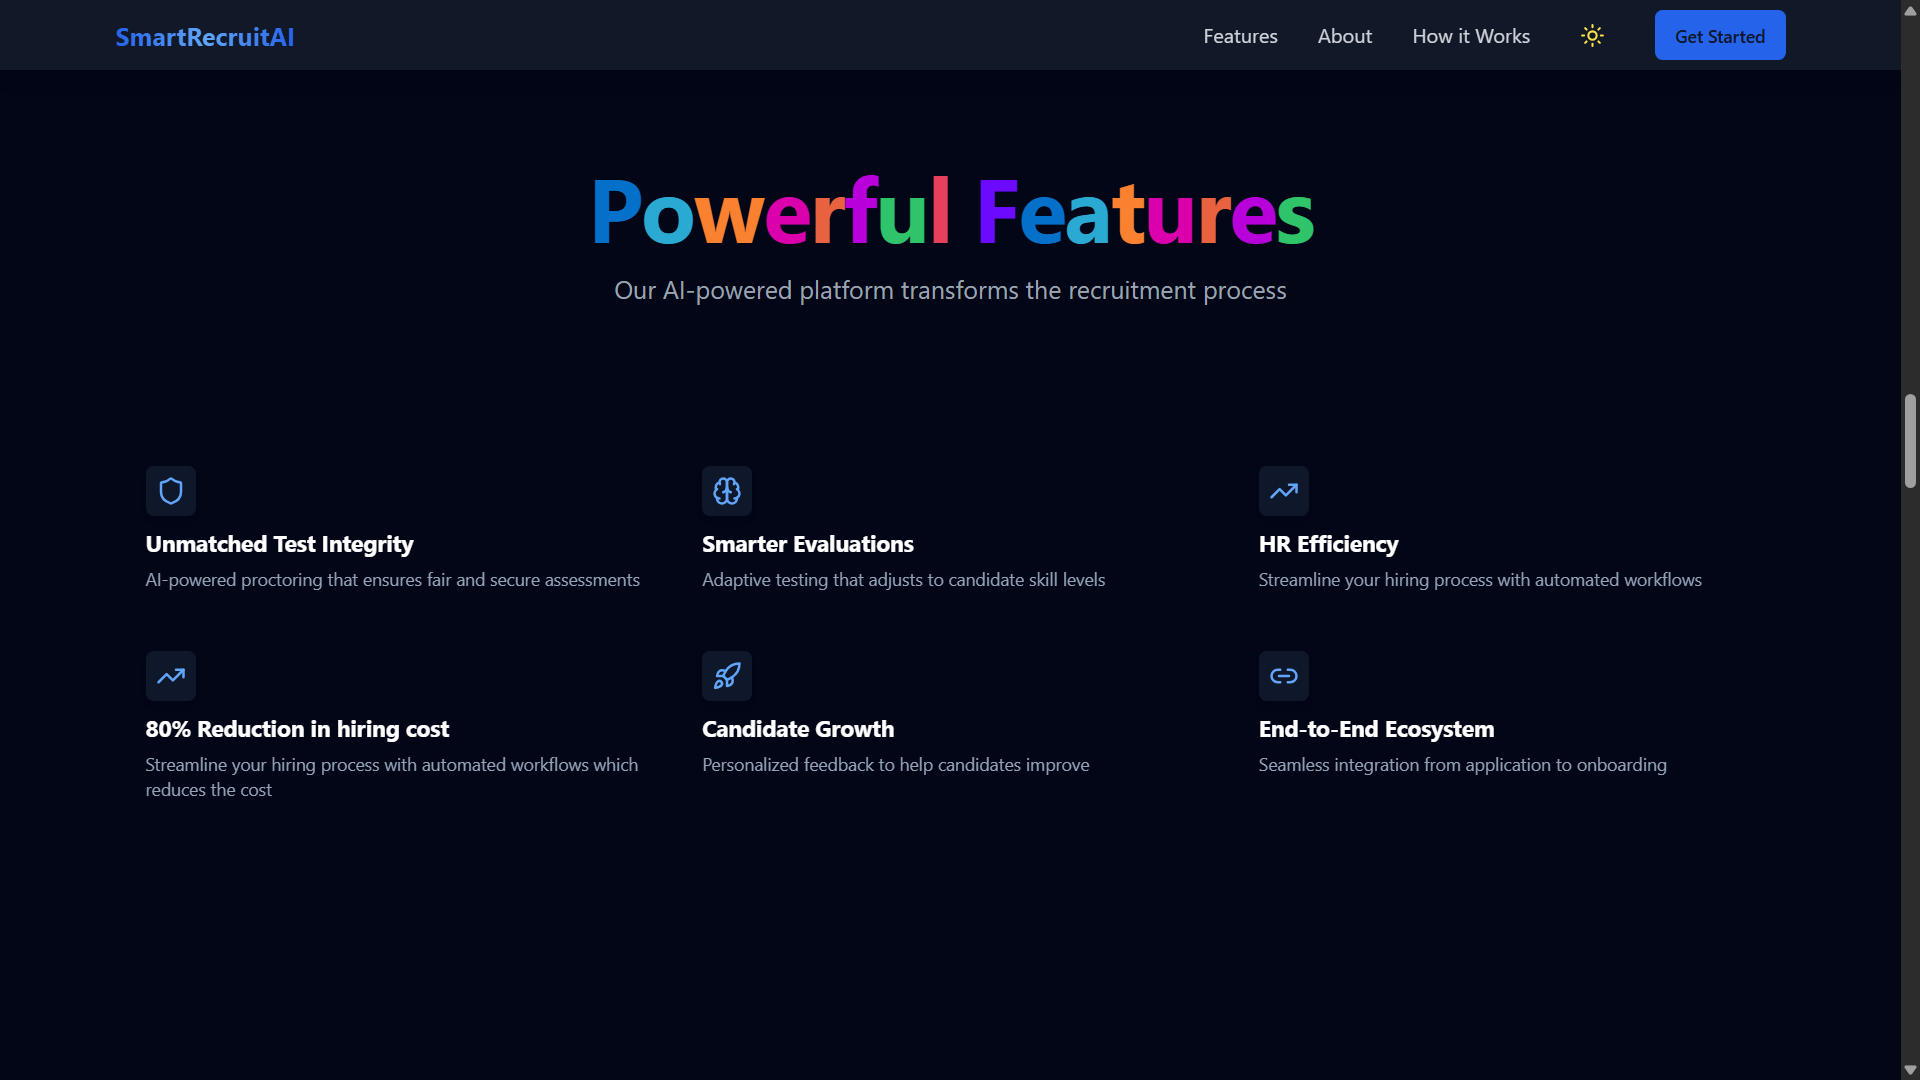 SmartRecruitAI
Features
About
How it Works
Get Started
Powerful Features
Our AI-powered platform transforms the recruitment process
Unmatched Test Integrity
AI-powered proctoring that ensures fair and secure assessments
Smarter Evaluations
Adaptive testing that adjusts to candidate skill levels
HR Efficiency
Streamline your hiring process with automated workflows
80% Reduction in hiring cost
Streamline your hiring process with automated workflows which
reduces the cost
Candidate Growth
Personalized feedback to help candidates improve
End-to-End Ecosystem
Seamless integration from application to onboarding